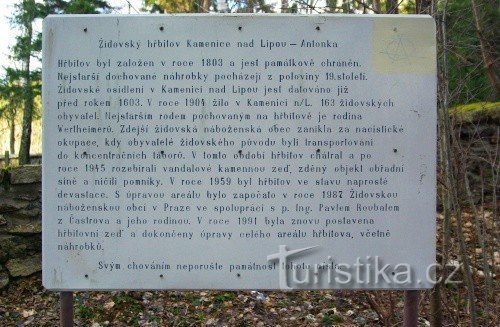 Židovský hřbitov Kamenice nad Lipou — Antonka
Hřbitov byl založen v roce 1803 a jest památkově chráněn.
Nejstarší dochované náhrobky pocházejí z poloviny 19. století.
Židovské osídlení v Kamenici nad Lipou jest datováno již
před rokem 1603. V roce 1904 žilo v Kamenici n/L. 163 židovských
obyvatel. Nejstarším rodem pochovaným na hřbitově je rodina
Wertheimerů. Zdejší židovská náboženská obec zanikla za nacistické
okupace, kdy obyvatelé židovského původu byli transportováni
do koncentračních táborů. V tomto období hřbitov chátral a po
roce 1945 rozebírali vandalové kamennou zeď, zděný objekt obřadní
síně a ničili pomníky. V roce 1959 byl hřbitov ve stavu naprosté
devastace. S úpravou areálu bylo započato v roce 1987 Židovskou
náboženskou obcí v Praze ve spolupráci s p. Ing. Pavlem Roubalem
z Častrova a jeho rodinou. V roce 1991 byla znovu postavena
hřbitovní zeď a dokončeny úpravy celého areálu hřbitova, včetně
náhrobků.
Svým chováním neporušte památnost tohoto místa.
Turistika.cz